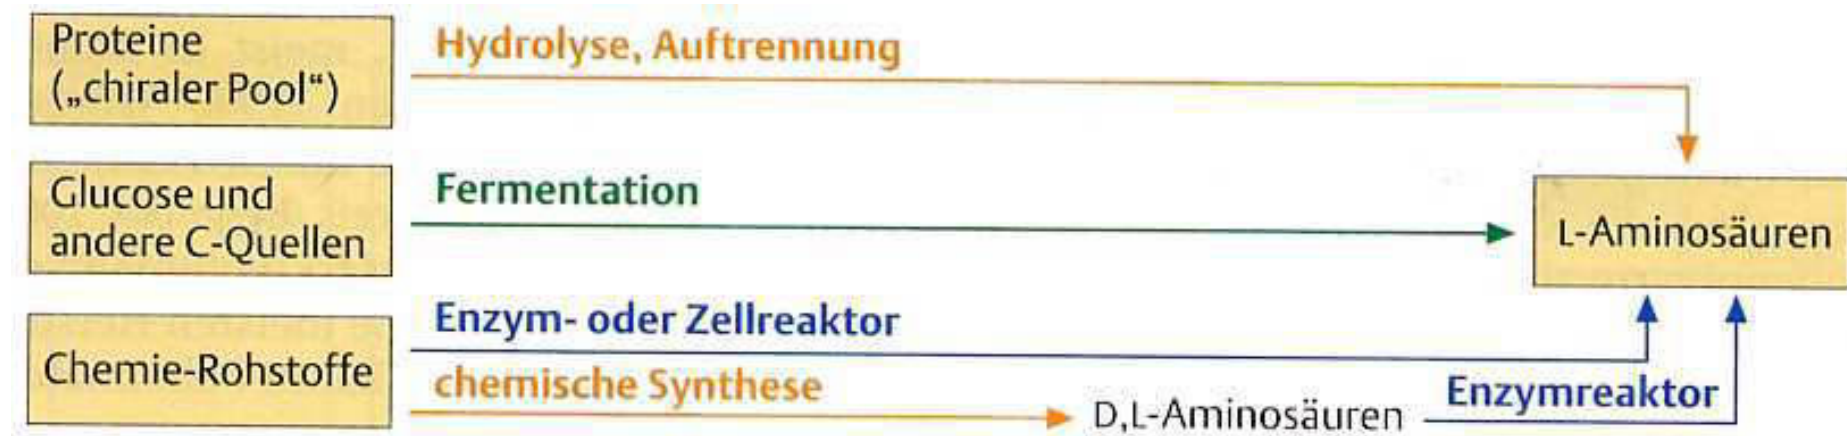 Proteine
(„chiraler Pool“)
Hydrolyse, Auftrennung
Glucose und
andere C-Quellen
Fermentation
L-Aminosäuren
Chemie-Rohstoffe
Enzym- oder Zellreaktor
chemische Synthese
D,L-Aminosäuren
Enzymreaktor